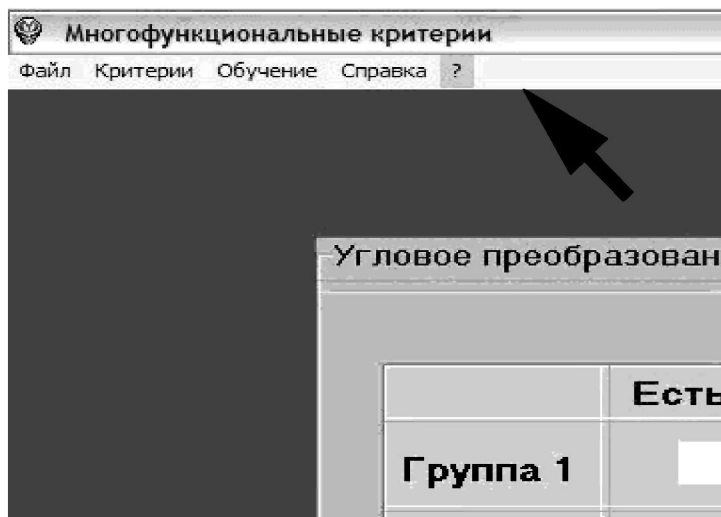 Многофункциональные критерии
Файл Критерии Обучение Справка ?
Угловое преобразован
Есть
Группа 1